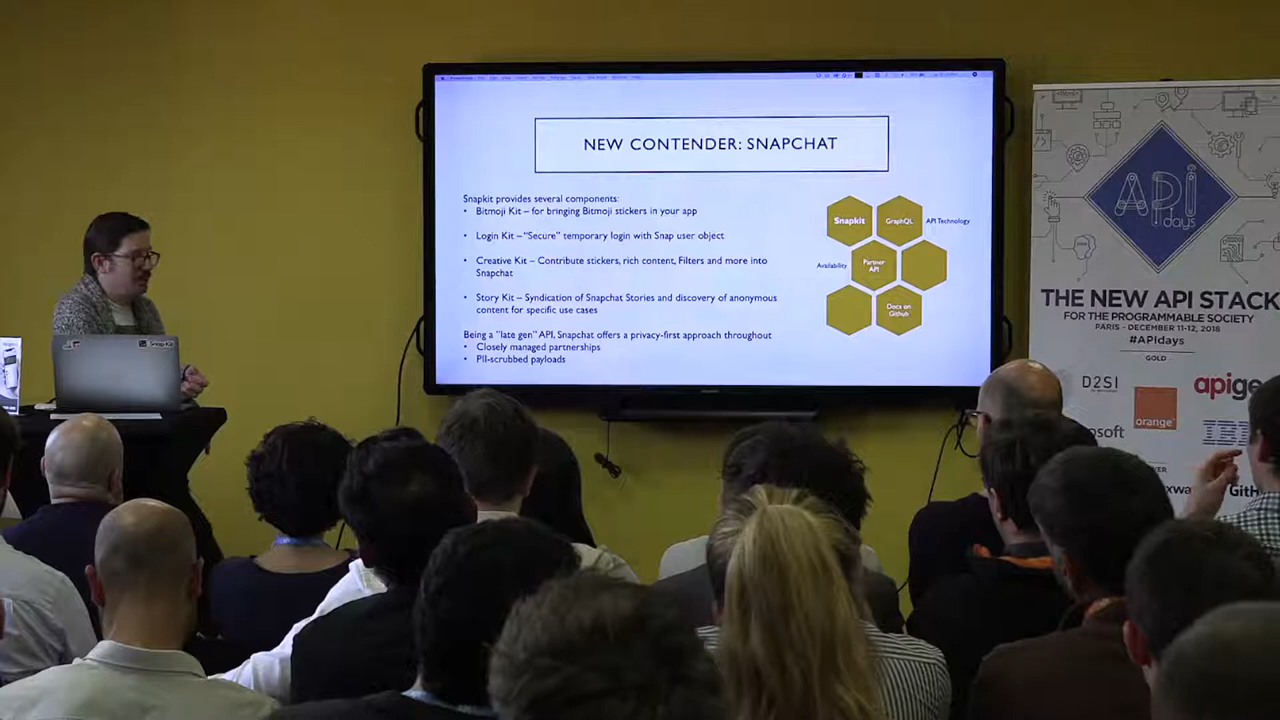 NEW CONTENDER: SNAPCHAT
Snapkit provides several components:
• Bitmoji Kit – for bringing Bitmoji stickers in your app
• Login Kit – “Secure” temporary login with Snap user object
• Creative Kit – Contribute stickers, rich content, Filters and more into
Snapchat
• Story Kit – Syndication of Snapchat Stories and discovery of anonymous
content for specific use cases
Being a “late gen” API, Snapchat offers a privacy-first approach throughout
• Closely managed partnerships
• PII-scrubbed payloads
Snapkit
GraphQL
API Technology
Availability
Partner
API
Docs on
Github
API
days
THE NEW API STACK
FOR THE PROGRAMMABLE SOCIETY
PARIS - DECEMBER 11-12, 2018
#APIdays
GOLD
D2SI
apige
orange
osoft
IBM
GitH